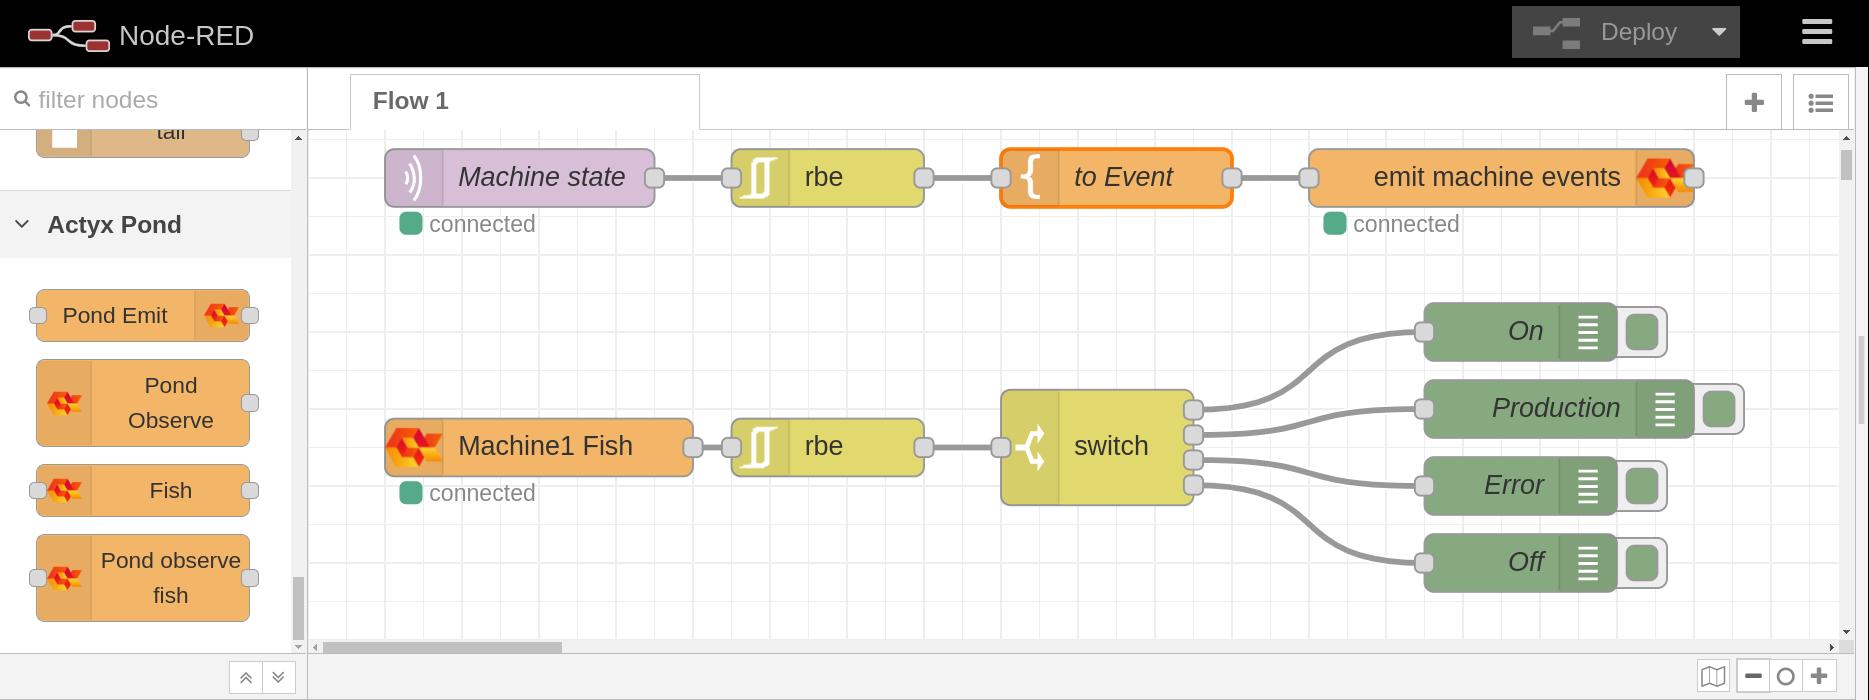 Node-RED
Deploy
filter nodes
Flow 1
tail
Actyx Pond
Pond Emit
Pond
Observe
Fish
Pond observe
fish
Machine state
rbe
to Event
emit machine events
connected
connected
On
Production
Machine1 Fish
rbe
switch
connected
Error
Off